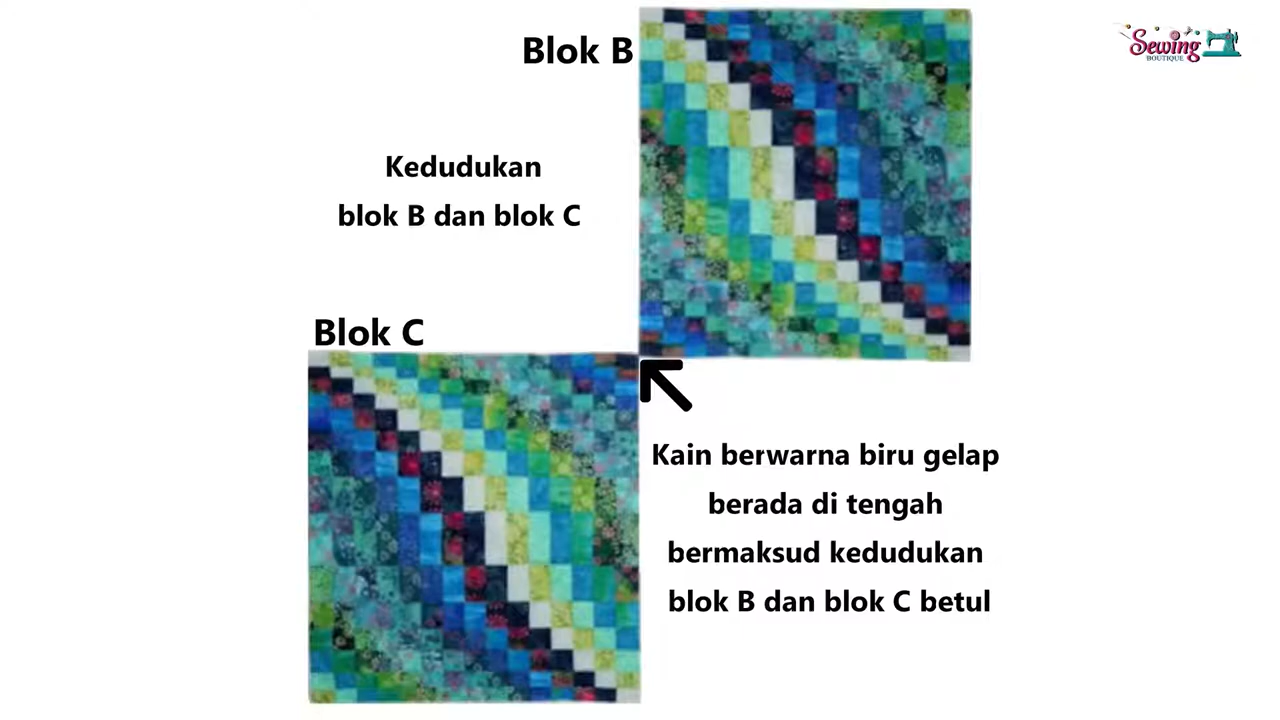 Blok B
Sewing
BOUTIQUE
Kedudukan
blok B dan blok C
Blok C
Kain berwarna biru gelap
berada di tengah
bermaksud kedudukan
blok B dan blok C betul